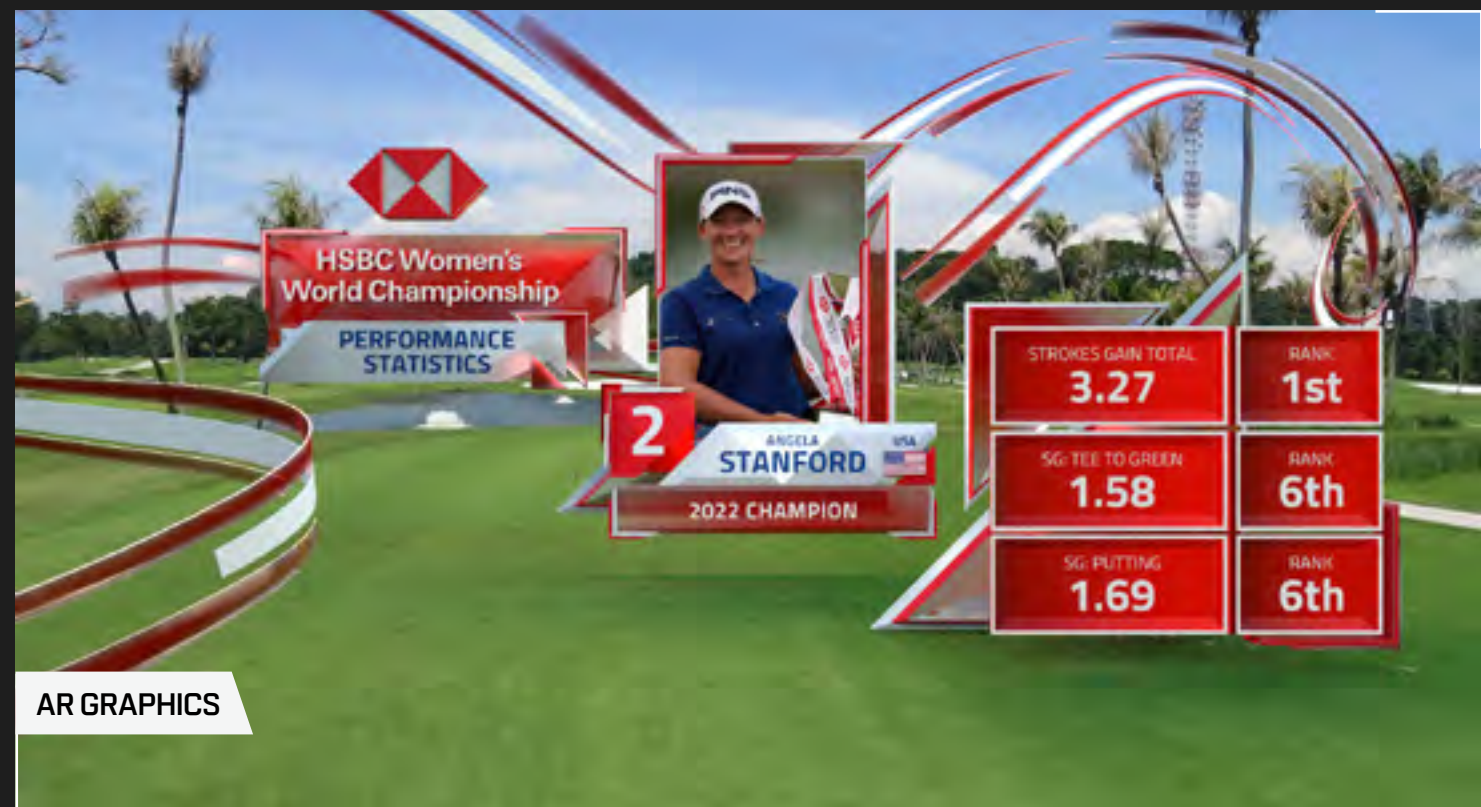 HSBC Women's
World Championship
PERFORMANCE
STATISTICS
PING
2
ANGELA
STANFORD
USA
2022 CHAMPION
STROKES GAIN TOTAL
3.27
RANK
1st
SG: TEE TO GREEN
1.58
RANK
6th
SG: PUTTING
1.69
RANK
6th
AR GRAPHICS